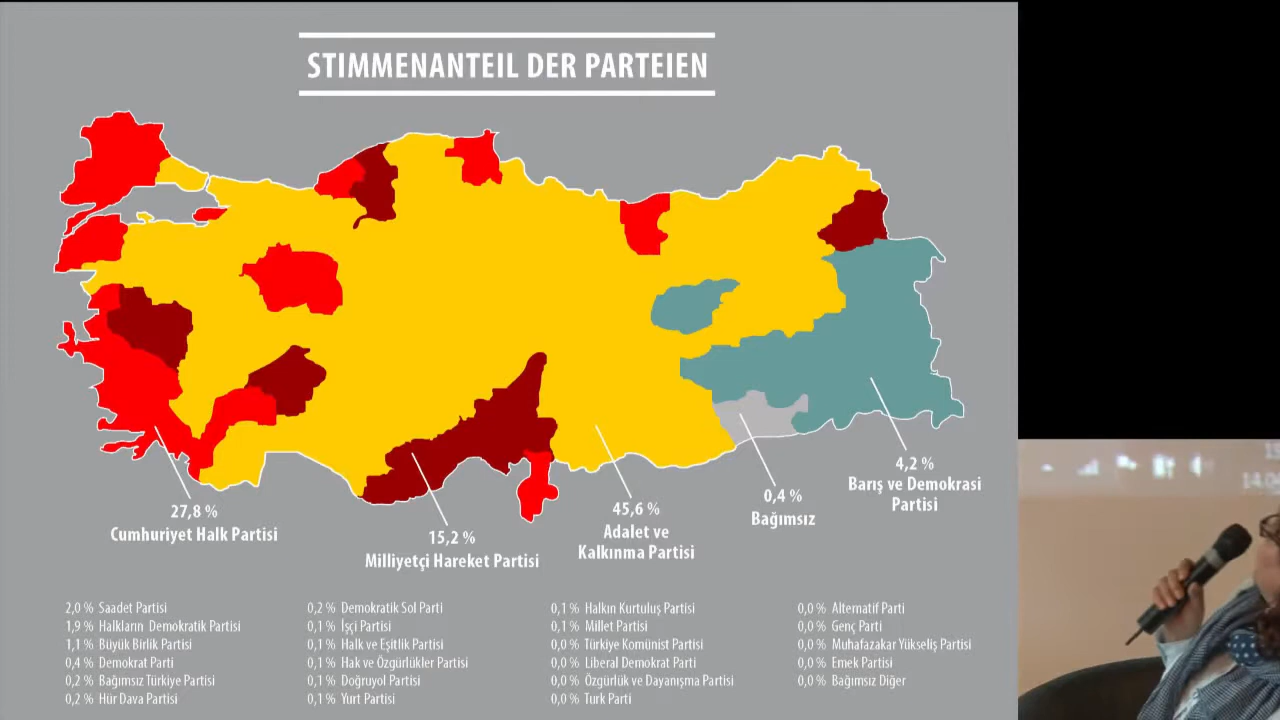 STIMMENANTEIL DER PARTEIEN
27,8 %
Cumhuriyet Halk Partisi
15,2 %
Milliyetçi Hareket Partisi
45,6 %
Adalet ve
Kalkınma Partisi
0,4 %
Bağımsız
4,2 %
Barış ve Demokrasi
Partisi
2,0 % Saadet Partisi
1,9 % Halkların Demokratik Partisi
1,1 % Büyük Birlik Partisi
0,4 % Demokrat Parti
0,2 % Bağımsız Türkiye Partisi
0,2 % Hür Dava Partisi
0,2 % Demokratik Sol Parti
0,1 % İşçi Partisi
0,1 % Halk ve Eşitlik Partisi
0,1 % Hak ve Özgürlükler Partisi
0,1 % Doğruyol Partisi
0,1 % Yurt Partisi
0,1 % Halkın Kurtuluş Partisi
0,1 % Millet Partisi
0,0 % Türkiye Komünist Partisi
0,0 % Liberal Demokrat Parti
0,0 % Özgürlük ve Dayanışma Partisi
0,0 % Turk Parti
0,0 % Alternatif Parti
0,0 % Genç Parti
0,0 % Muhafazakar Yükseliş Partisi
0,0 % Emek Partisi
0,0 % Bağımsız Diğer